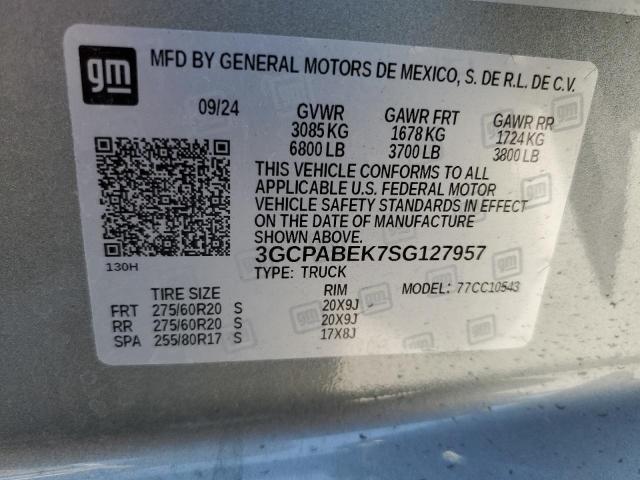 gm
MFD BY GENERAL MOTORS DE MEXICO, S. DE R.L. DE C.V.
09/24 GVWR GAWR FRT GAWR RR
3085 KG 1678 KG 1724 KG
6800 LB 3700 LB 3800 LB
THIS VEHICLE CONFORMS TO ALL
APPLICABLE U.S. FEDERAL MOTOR
VEHICLE SAFETY STANDARDS IN EFFECT
ON THE DATE OF MANUFACTURE
SHOWN ABOVE.
3GCPABEK7SG127957
130H
TYPE: TRUCK MODEL: 77CC10543
TIRE SIZE RIM
FRT 275/60R20 S 20X9J
RR 275/60R20 S 20X9J
SPA 255/80R17 S 17X8J